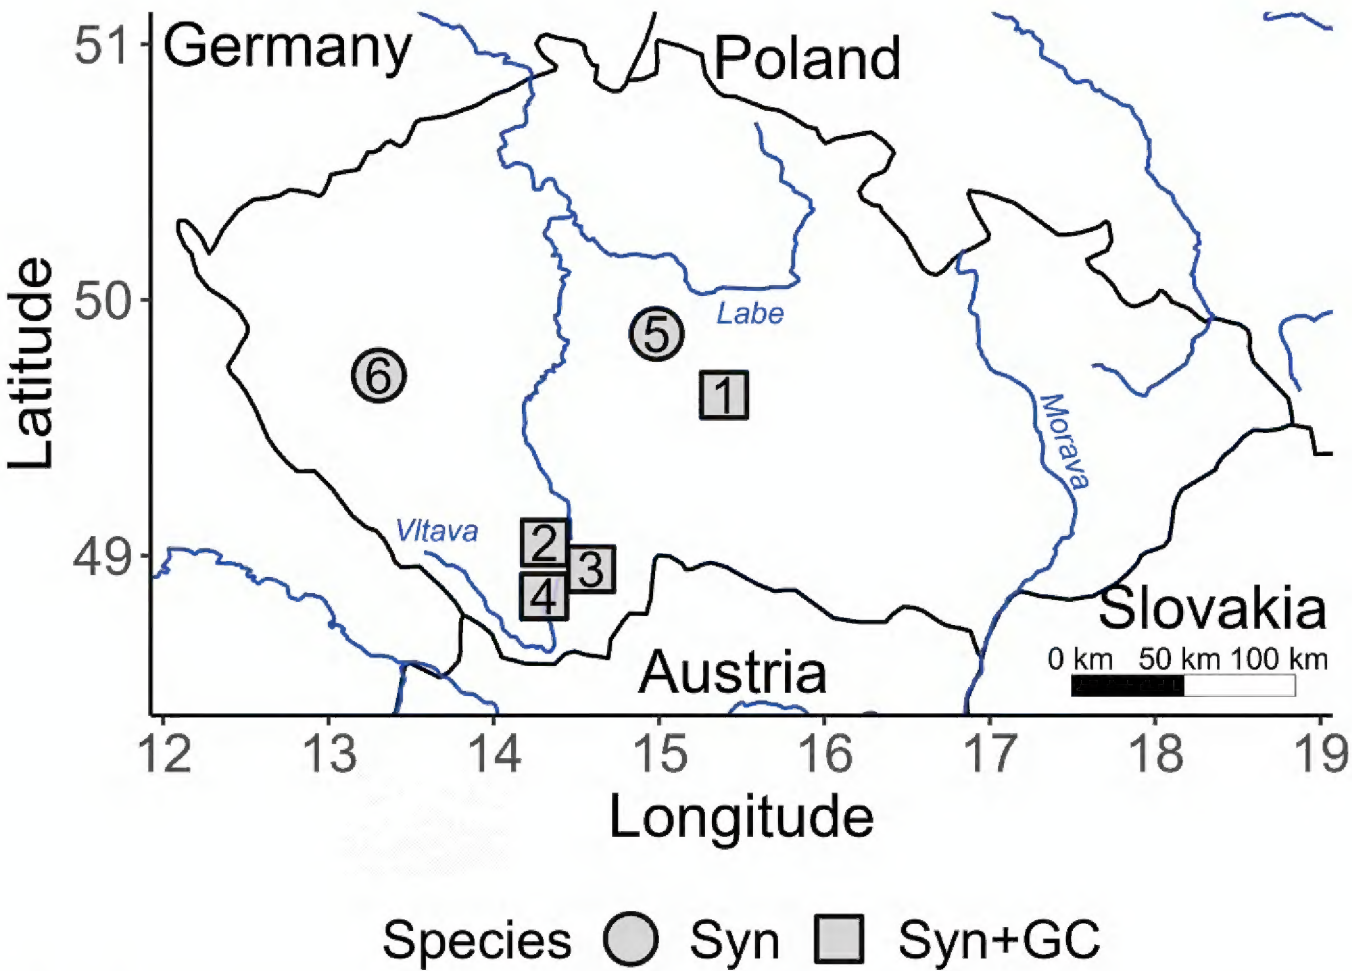 51
Germany
Poland
Latitude
50
Labe
5
6
1
Morava
Vltava
2
49
3
4
Slovakia
Austria
0 km 50 km 100 km
12 13 14 15 16 17 18 19
Longitude
Species Syn Syn+GC